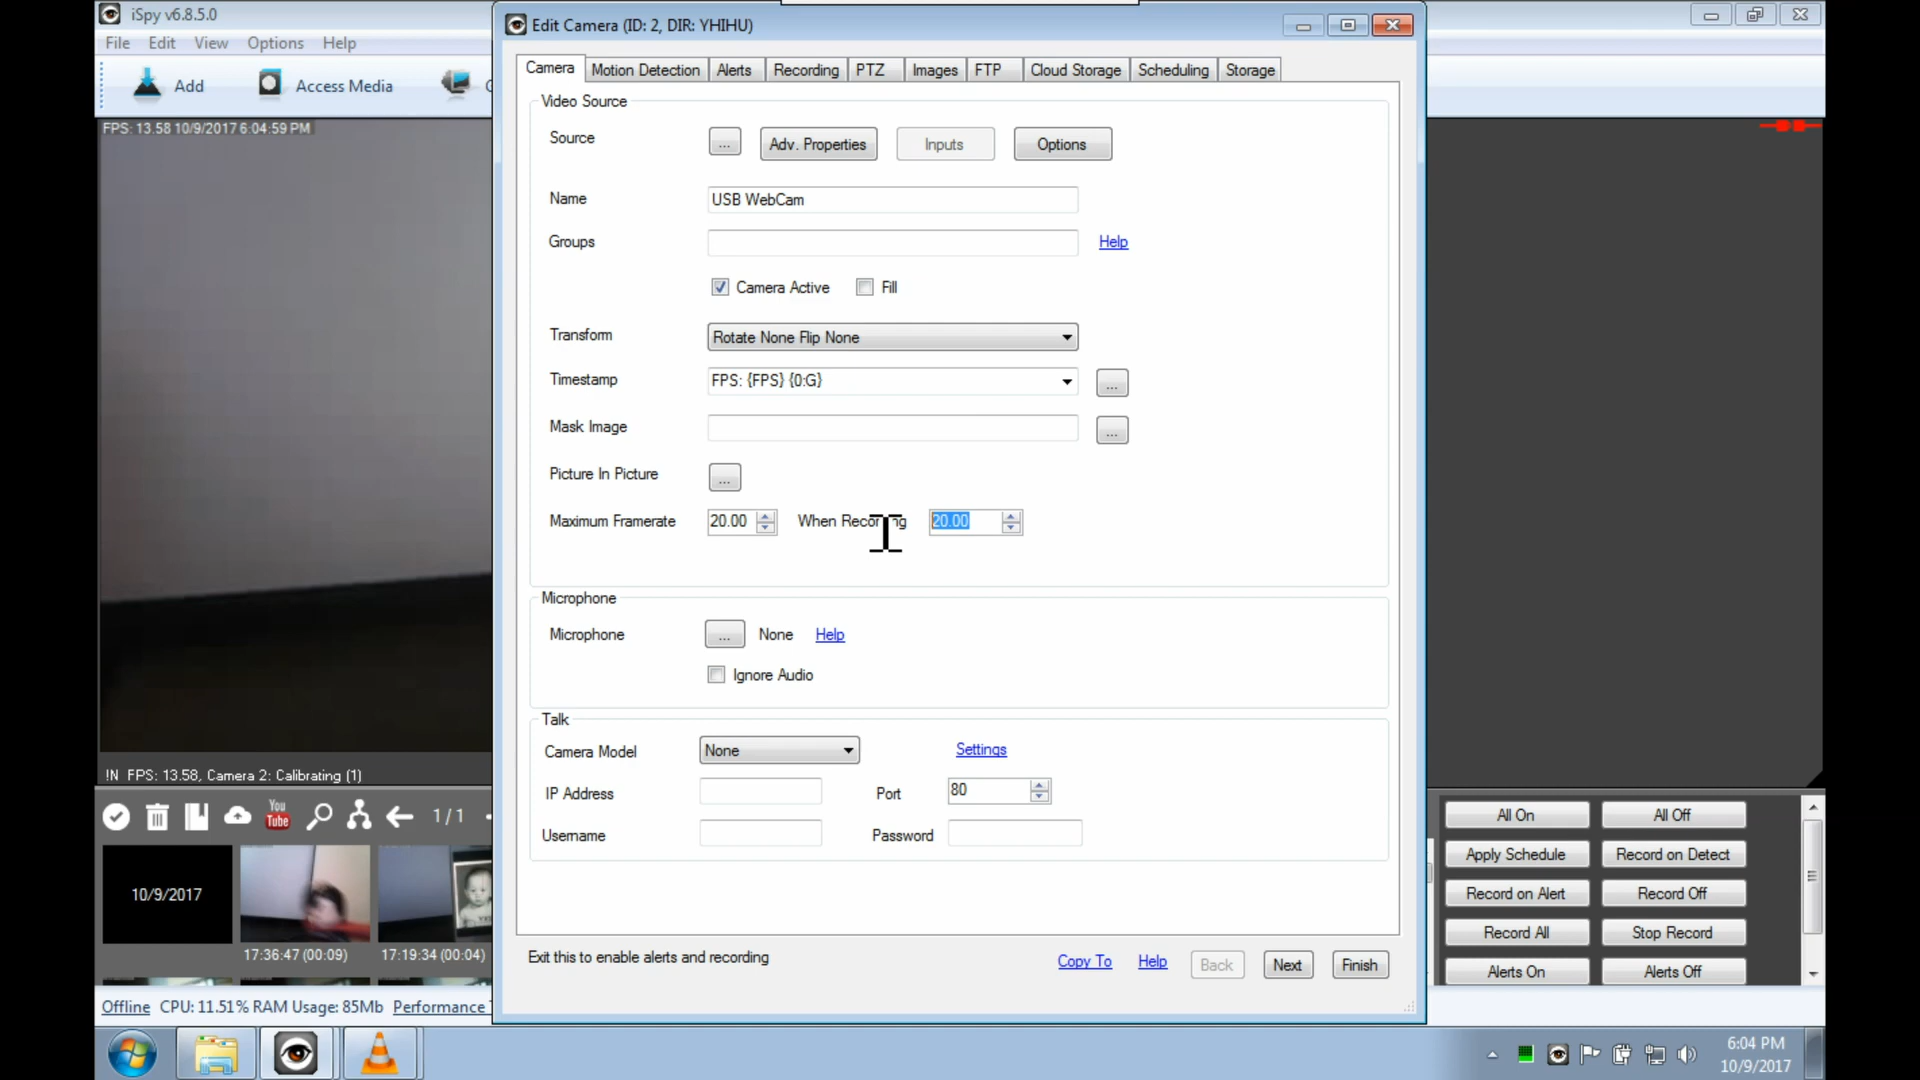 iSpy v6.8.5.0
File Edit View Options Help
Add Access Media
FPS: 13.58 10/9/2017 6:04:59 PM
!N FPS: 13.58, Camera 2: Calibrating (1)
You Tube 1/1
10/9/2017
17:36:47 (00:09) 17:19:34 (00:04)
Offline CPU: 11.51% RAM Usage: 85Mb Performance
Edit Camera (ID: 2, DIR: YHIHU)
Camera Motion Detection Alerts Recording PTZ Images FTP Cloud Storage Scheduling Storage
Video Source
Source ... Adv. Properties Inputs Options
Name USB WebCam
Groups Help
Camera Active Fill
Transform Rotate None Flip None
Timestamp FPS: {FPS} {0:G} ...
Mask Image ...
Picture In Picture ...
Maximum Framerate 20.00 When Recording 20.00
Microphone
Microphone ... None Help
Ignore Audio
Talk
Camera Model None Settings
IP Address Port 80
Username Password
Exit this to enable alerts and recording Copy To Help Back Next Finish
All On All Off
Apply Schedule Record on Detect
Record on Alert Record Off
Record All Stop Record
Alerts On Alerts Off
6:04 PM
10/9/2017